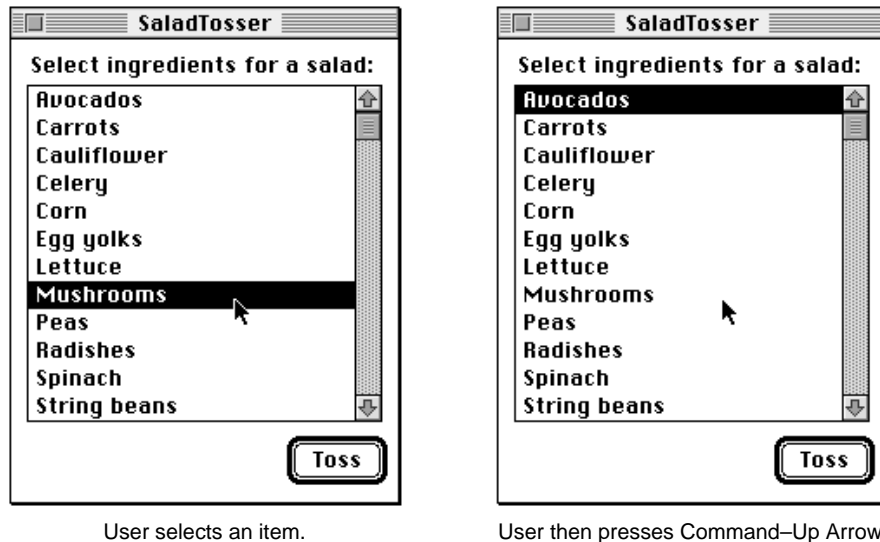 SaladTosser
Select ingredients for a salad:
Avocados
Carrots
Cauliflower
Celery
Corn
Egg yolks
Lettuce
Mushrooms
Peas
Radishes
Spinach
String beans
Toss
User selects an item.
SaladTosser
Select ingredients for a salad:
Avocados
Carrots
Cauliflower
Celery
Corn
Egg yolks
Lettuce
Mushrooms
Peas
Radishes
Spinach
String beans
Toss
User then presses Command–Up Arrow